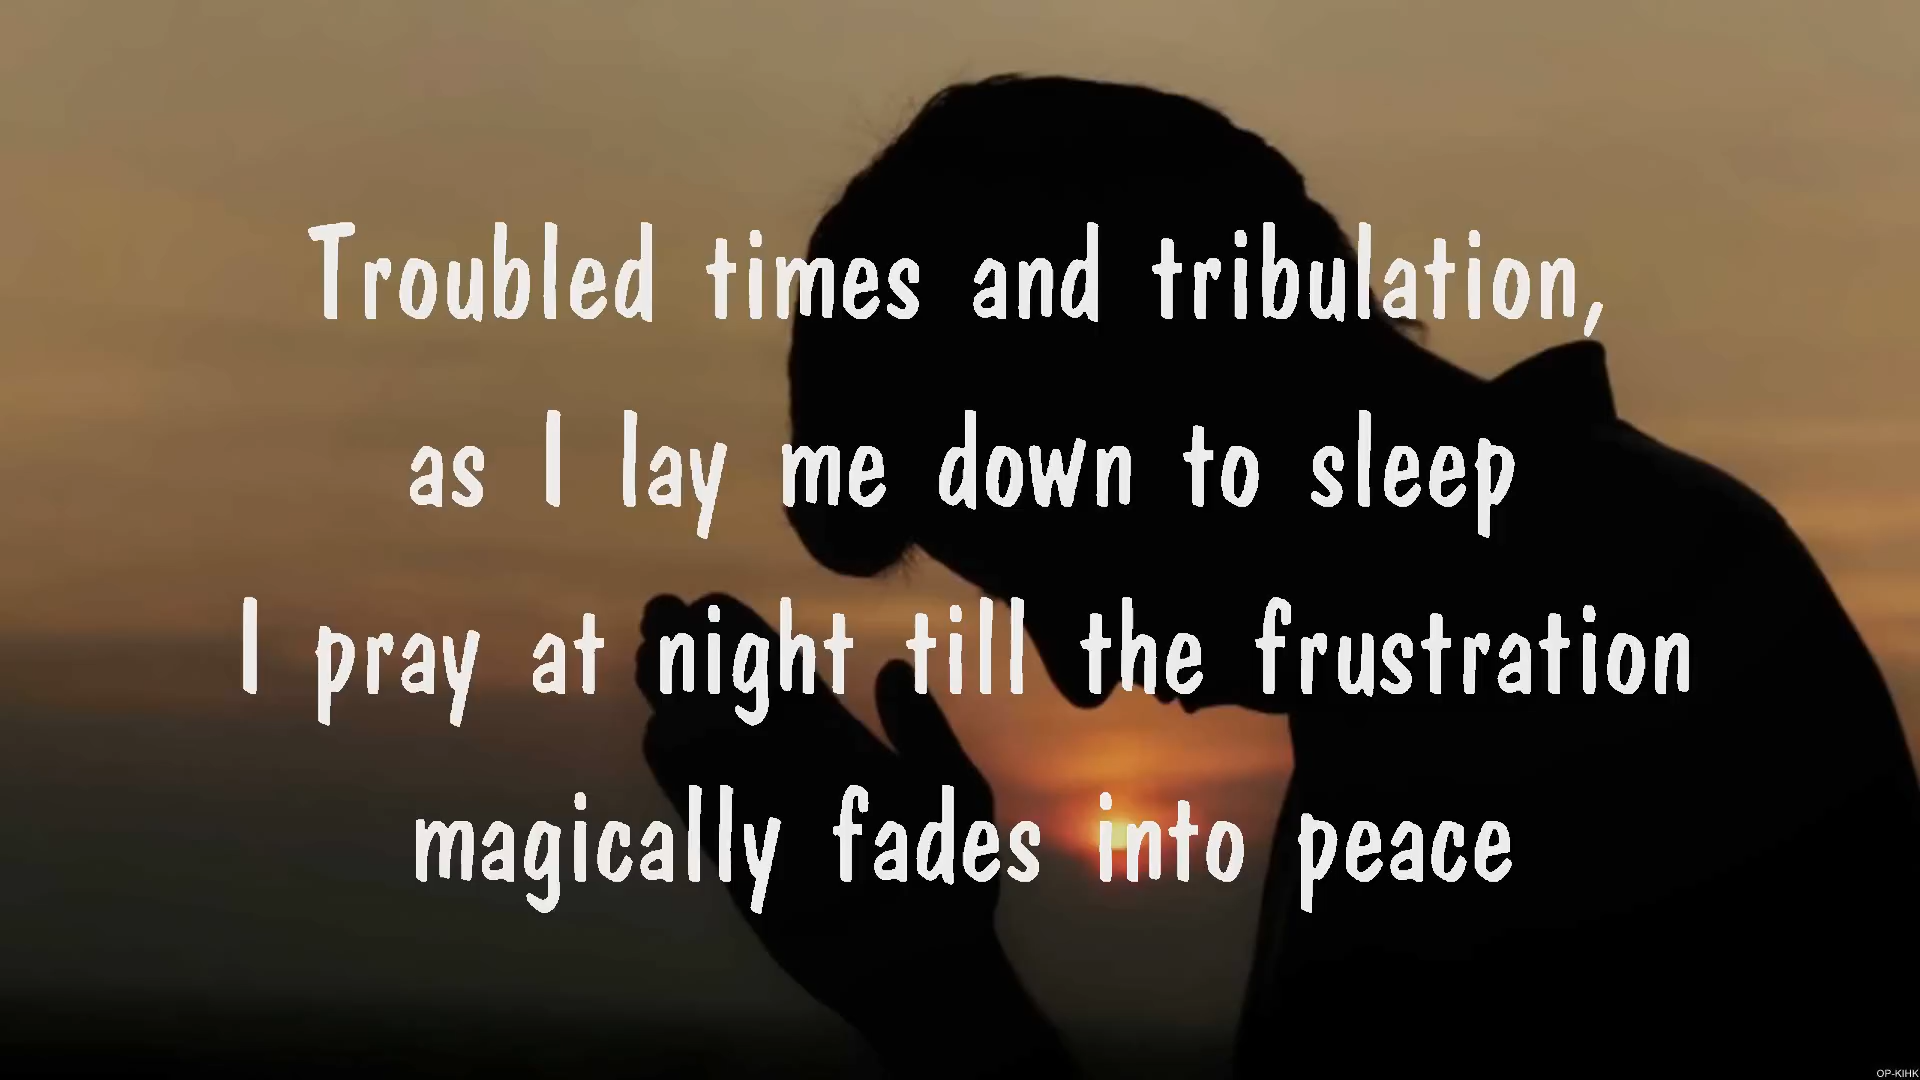 Troubled times and tribulation,
as I lay me down to sleep
I pray at night till the frustration
magically fades into peace
OP-KIHK